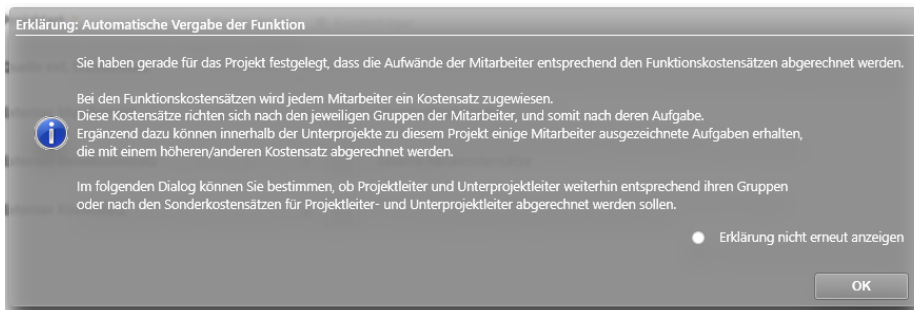 Erklärung: Automatische Vergabe der Funktion
Sie haben gerade für das Projekt festgelegt, dass die Aufwände der Mitarbeiter entsprechend den Funktionskostensätzen abgerechnet werden.
Bei den Funktionskostensätzen wird jedem Mitarbeiter ein Kostensatz zugewiesen.
Diese Kostensätze richten sich nach den jeweiligen Gruppen der Mitarbeiter, und somit nach deren Aufgabe.
Ergänzend dazu können innerhalb der Unterprojekte zu diesem Projekt einige Mitarbeiter ausgezeichnete Aufgaben erhalten,
die mit einem höheren/anderen Kostensatz abgerechnet werden.
Im folgenden Dialog können Sie bestimmen, ob Projektleiter und Unterprojektleiter weiterhin entsprechend ihren Gruppen
oder nach den Sonderkostensätzen für Projektleiter- und Unterprojektleiter abgerechnet werden sollen.
Erklärung nicht erneut anzeigen
OK